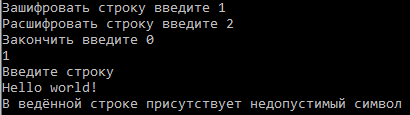 Зашифровать строку введите 1
Расшифровать строку введите 2
Закончить введите 0
1
Введите строку
Hello world!
В ведённой строке присутствует недопустимый символ